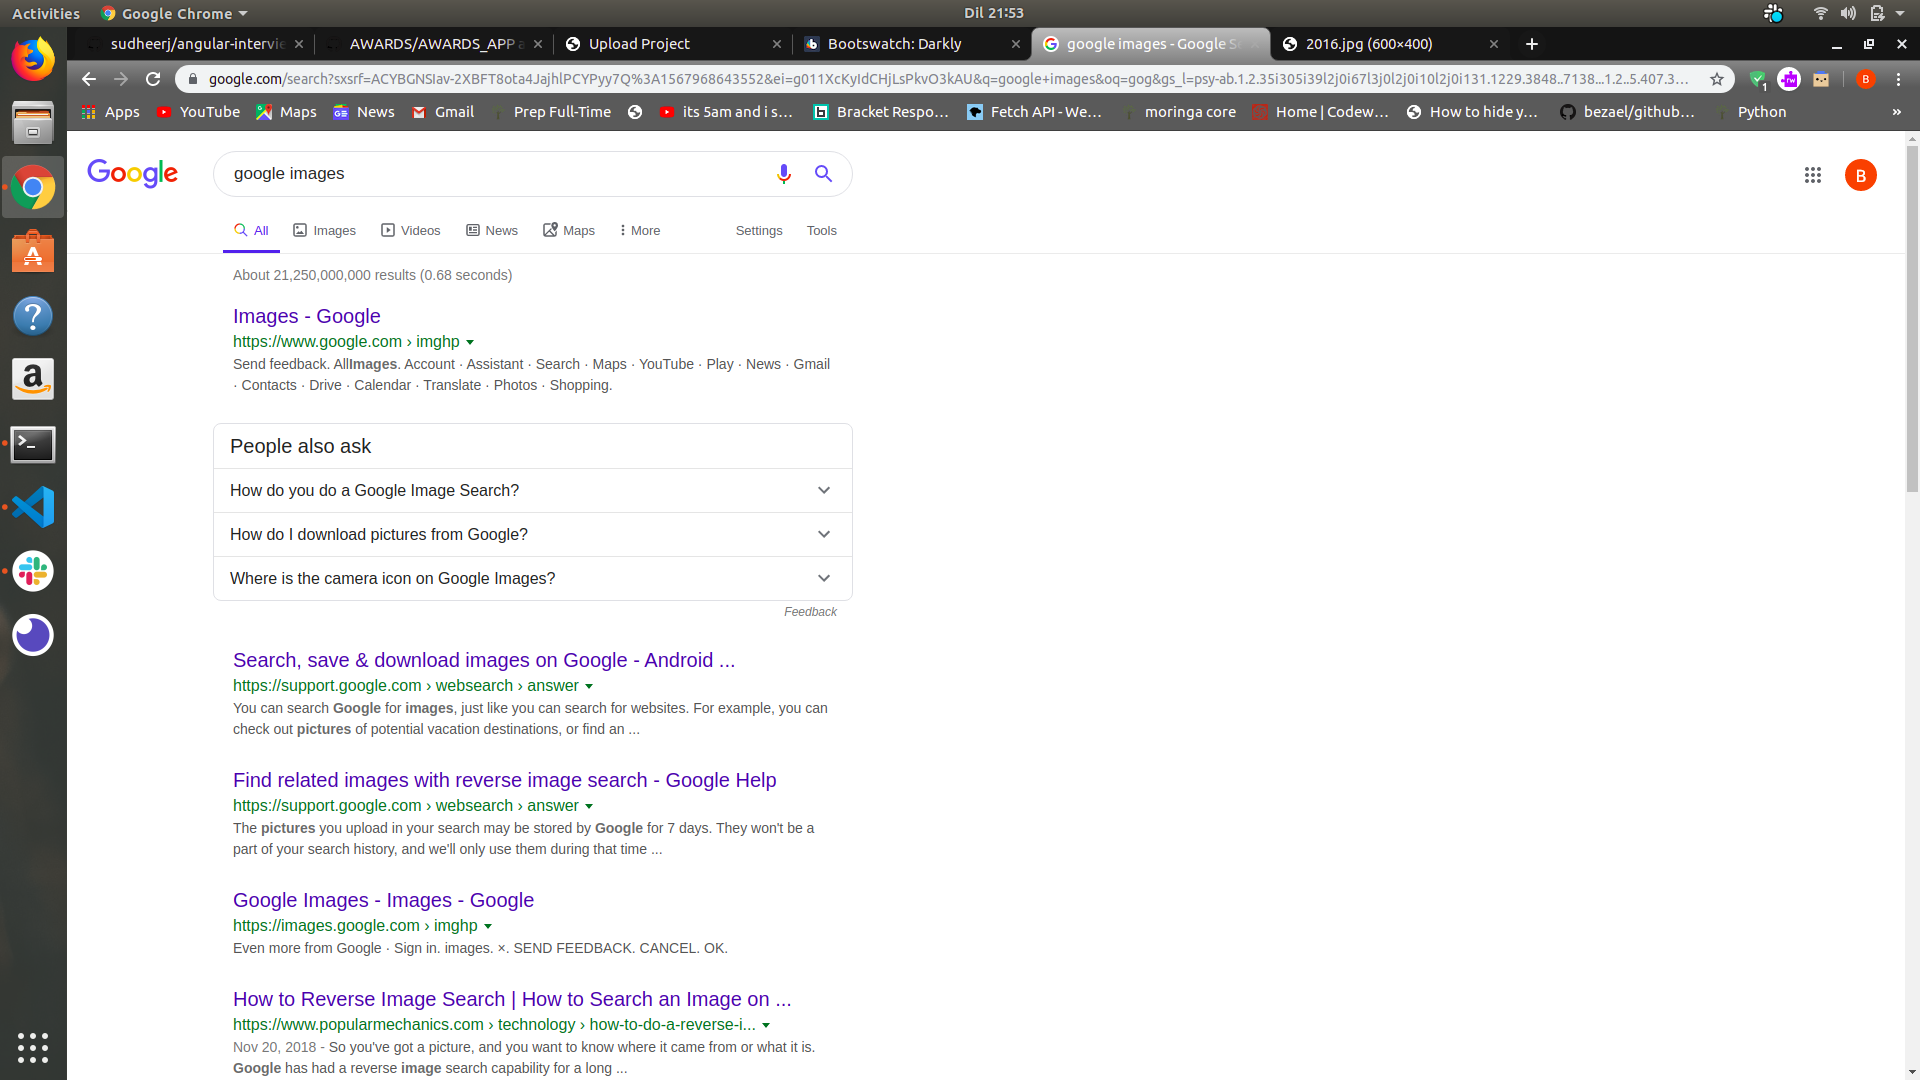 Activities
Google Chrome
Dil 21:53
sudheerj/angular-intervie
AWARDS/AWARDS_APP a
Upload Project
Bootswatch: Darkly
google images - Google Se
2016.jpg (600×400)
google.com/search?sxsrf=ACYBGNSIav-2XBFT8ota4JajhlPCYPyy7Q%3A1567968643552&ei=g011XcKyIdCHjLsPkvO3kAU&q=google+images&oq=gog&gs_l=psy-ab.1.2.35i305i39l2j0i67l3j0l2j0i10l2j0i131.1229.3848..7138...1.2..5.407.3...
1
B
Apps
YouTube
Maps
News
Gmail
Prep Full-Time
its 5am and i s...
Bracket Respo...
Fetch API - We...
moringa core
Home | Codew...
How to hide y...
bezael/github...
Python
»
Google
google images
B
All
Images
Videos
News
Maps
More
Settings
Tools
About 21,250,000,000 results (0.68 seconds)
Images - Google
https://www.google.com › imghp
Send feedback. AllImages. Account · Assistant · Search · Maps · YouTube · Play · News · Gmail
· Contacts · Drive · Calendar · Translate · Photos · Shopping.
People also ask
How do you do a Google Image Search?
How do I download pictures from Google?
Where is the camera icon on Google Images?
Feedback
Search, save & download images on Google - Android ...
https://support.google.com › websearch › answer
You can search Google for images, just like you can search for websites. For example, you can
check out pictures of potential vacation destinations, or find an ...
Find related images with reverse image search - Google Help
https://support.google.com › websearch › answer
The pictures you upload in your search may be stored by Google for 7 days. They won't be a
part of your search history, and we'll only use them during that time ...
Google Images - Images - Google
https://images.google.com › imghp
Even more from Google · Sign in. images. ×. SEND FEEDBACK. CANCEL. OK.
How to Reverse Image Search | How to Search an Image on ...
https://www.popularmechanics.com › technology › how-to-do-a-reverse-i...
Nov 20, 2018 - So you've got a picture, and you want to know where it came from or what it is.
Google has had a reverse image search capability for a long ...